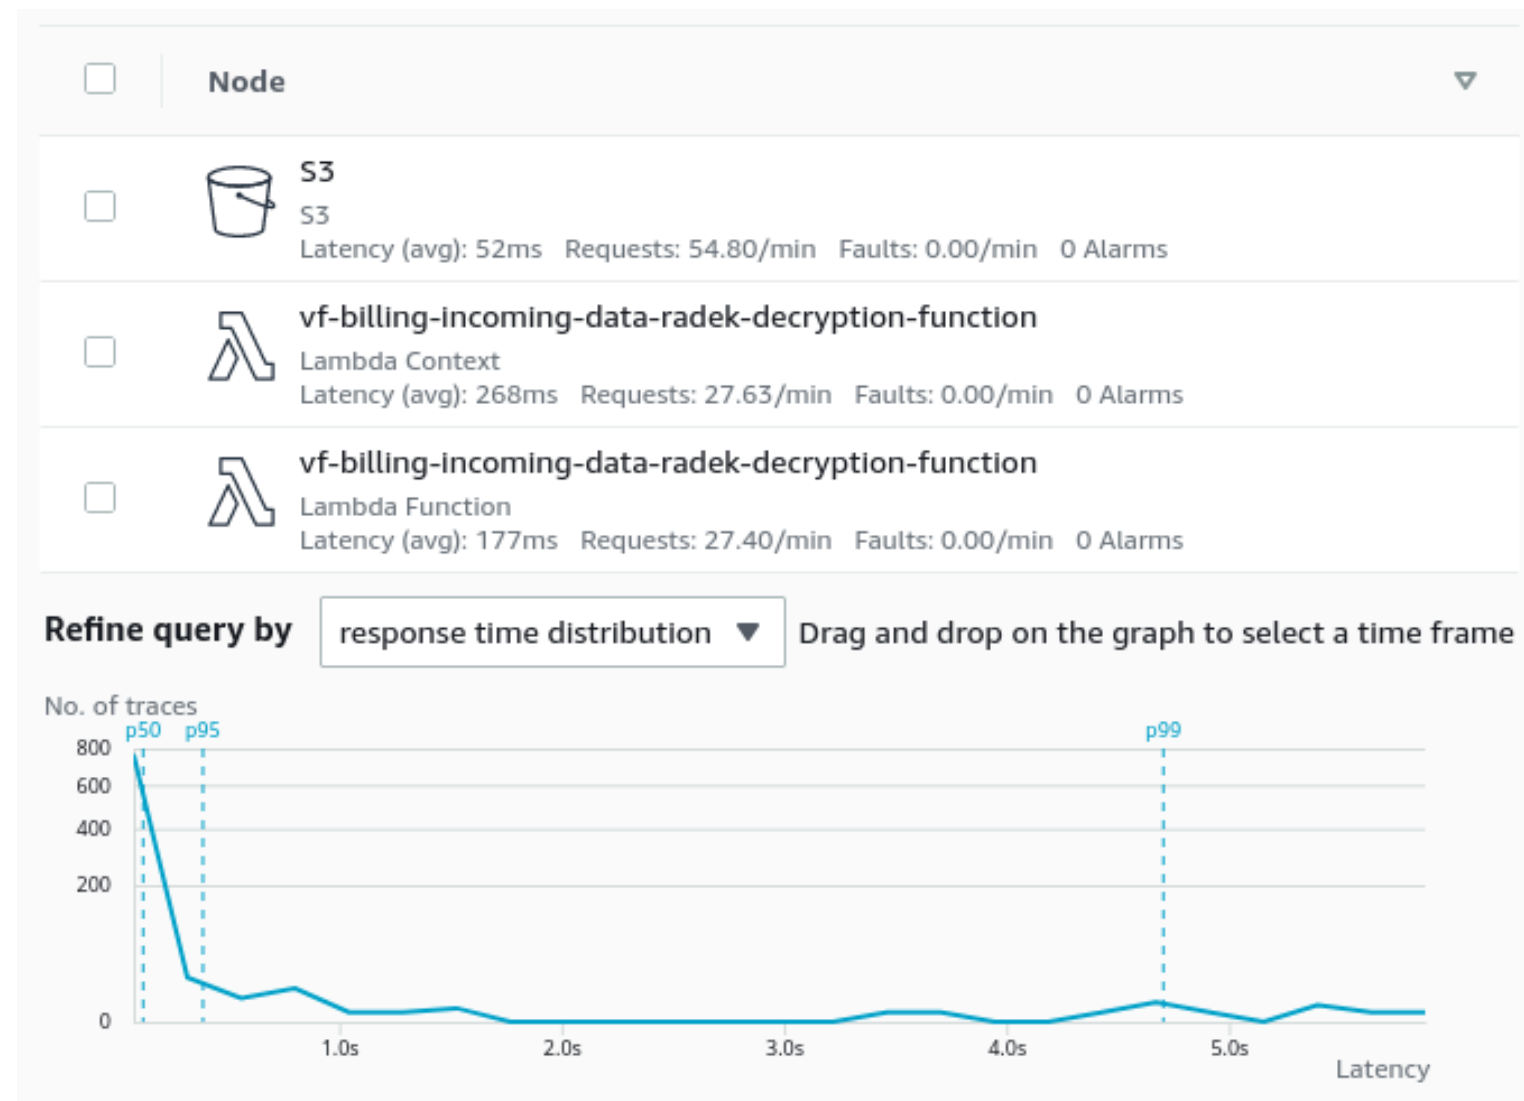 Node
S3
S3
Latency (avg): 52ms Requests: 54.80/min Faults: 0.00/min 0 Alarms
vf-billing-incoming-data-radek-decryption-function
Lambda Context
Latency (avg): 268ms Requests: 27.63/min Faults: 0.00/min 0 Alarms
vf-billing-incoming-data-radek-decryption-function
Lambda Function
Latency (avg): 177ms Requests: 27.40/min Faults: 0.00/min 0 Alarms
Refine query by response time distribution Drag and drop on the graph to select a time frame
No. of traces
p50 p95 p99
800
600
400
200
0
1.0s 2.0s 3.0s 4.0s 5.0s
Latency